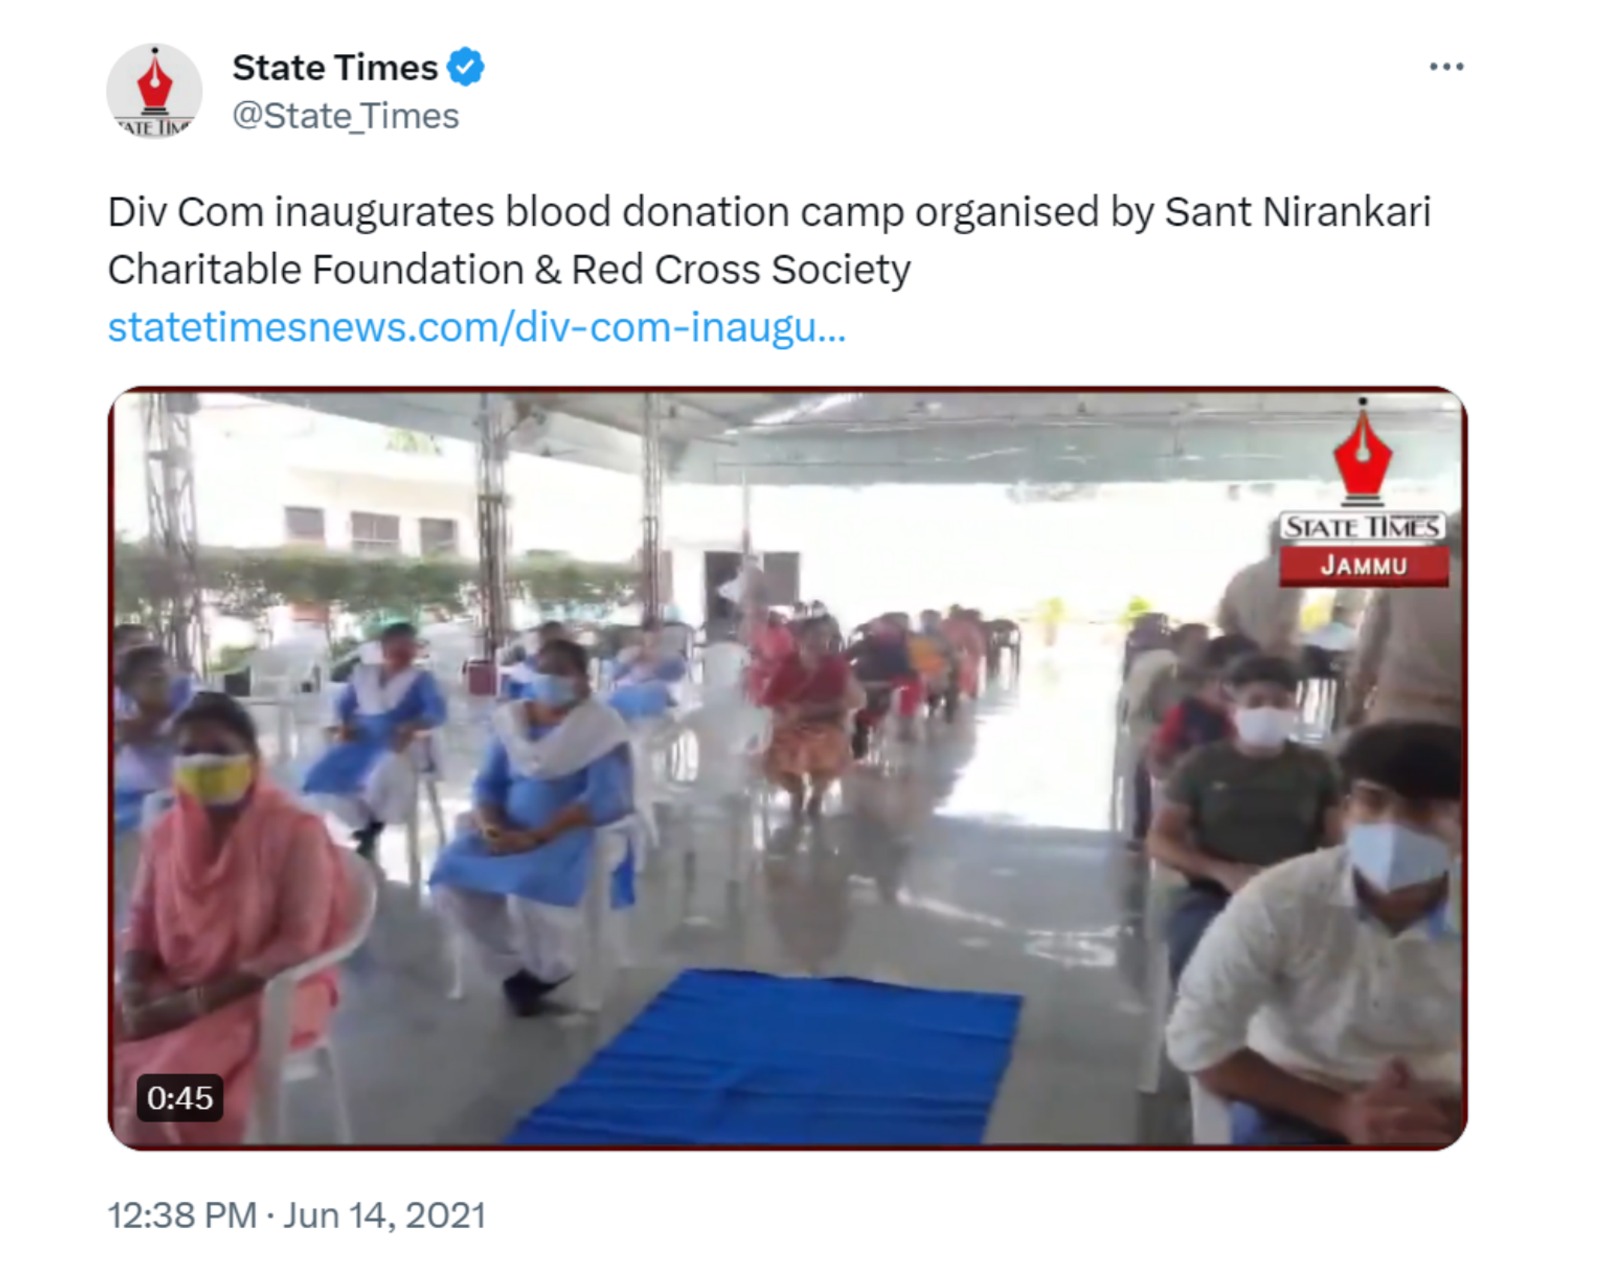 State Times
@State_Times
Div Com inaugurates blood donation camp organised by Sant Nirankari
Charitable Foundation & Red Cross Society
statetimesnews.com/div-com-inaugu...
STATE TIMES
JAMMU
0:45
12:38 PM · Jun 14, 2021